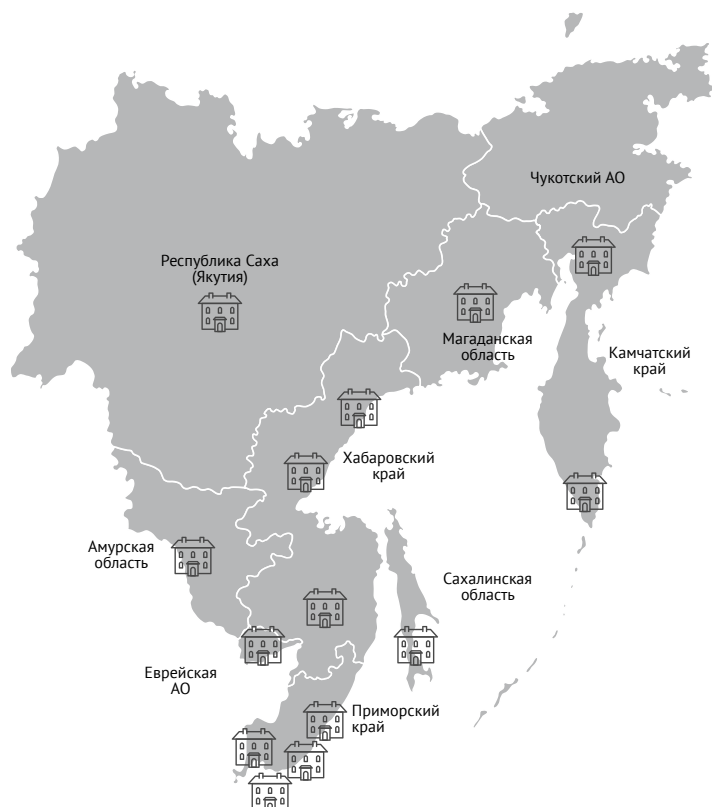 Чукотский АО
Республика Саха
(Якутия)
Магаданская
область
Камчатский
край
Хабаровский
край
Амурская
область
Сахалинская
область
Еврейская
АО
Приморский
край